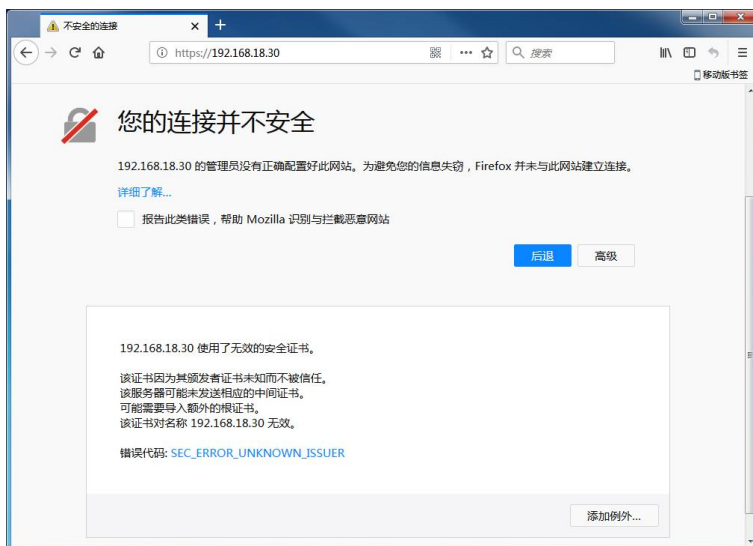 不安全的连接
https://192.168.18.30
搜索
移动版书签
您的连接并不安全
192.168.18.30 的管理员没有正确配置好此网站。为避免您的信息失窃，Firefox 并未与此网站建立连接。
详细了解...
报告此类错误，帮助 Mozilla 识别与拦截恶意网站
后退 高级
192.168.18.30 使用了无效的安全证书。
该证书因为其颁发者证书未知而不被信任。
该服务器可能未发送相应的中间证书。
可能需要导入额外的根证书。
该证书对名称 192.168.18.30 无效。
错误代码: SEC_ERROR_UNKNOWN_ISSUER
添加例外...